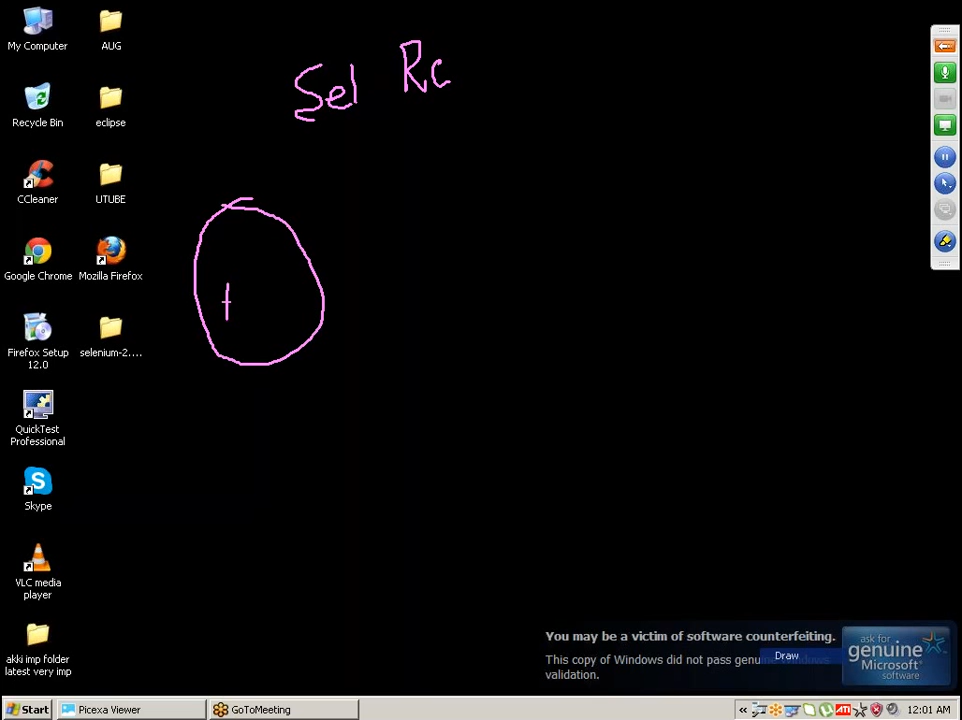 Sel Rc
My Computer
AUG
Recycle Bin
eclipse
CCleaner
UTUBE
Google Chrome
Mozilla Firefox
Firefox Setup
12.0
selenium-2....
QuickTest
Professional
Skype
VLC media
player
akki imp folder
latest very imp
You may be a victim of software counterfeiting.
This copy of Windows did not pass genuine Windows
validation.
Draw
ask for
genuine
Microsoft
software
Start
Picexa Viewer
GoToMeeting
«
ATI
12:01 AM